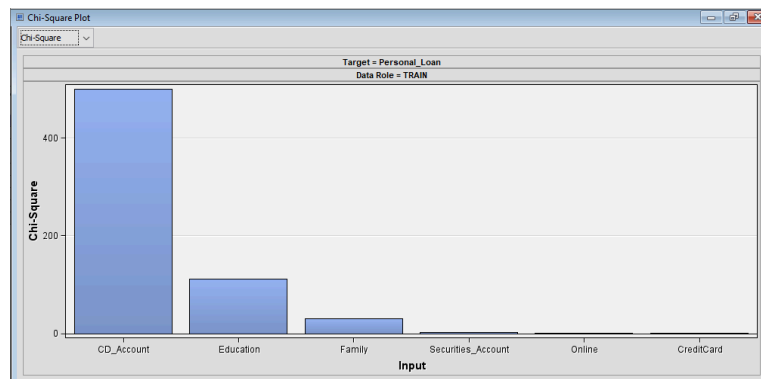 Chi-Square Plot
Chi-Square
Target = Personal_Loan
Data Role = TRAIN
400
200
0
Chi-Square
CD_Account Education Family Securities_Account Online CreditCard
Input